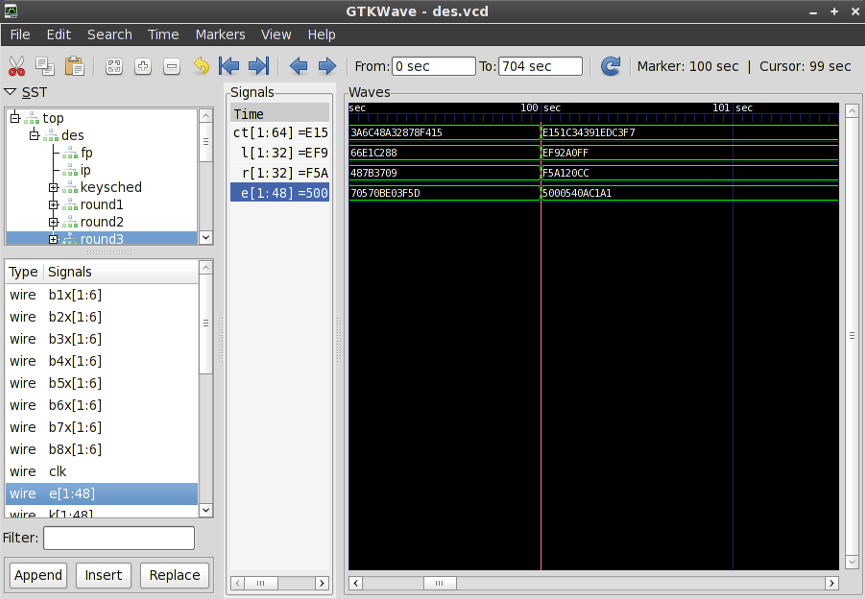 GTKWave - des.vcd
File Edit Search Time Markers View Help
From: 0 sec To: 704 sec Marker: 100 sec | Cursor: 99 sec
SST
top
des
fp
ip
keysched
round1
round2
round3
Type Signals
wire b1x[1:6]
wire b2x[1:6]
wire b3x[1:6]
wire b4x[1:6]
wire b5x[1:6]
wire b6x[1:6]
wire b7x[1:6]
wire b8x[1:6]
wire clk
wire e[1:48]
wire k[1:48]
Filter:
Append Insert Replace
Signals
Time
ct[1:64] =E15
l[1:32] =EF9
r[1:32] =F5A
e[1:48] =500
Waves
sec 100 sec 101 sec
3A6C48A32878F415 E151C34391EDC3F7
66E1C288 EF92A0FF
487B3709 F5A120CC
70570BE03F5D 5000540AC1A1